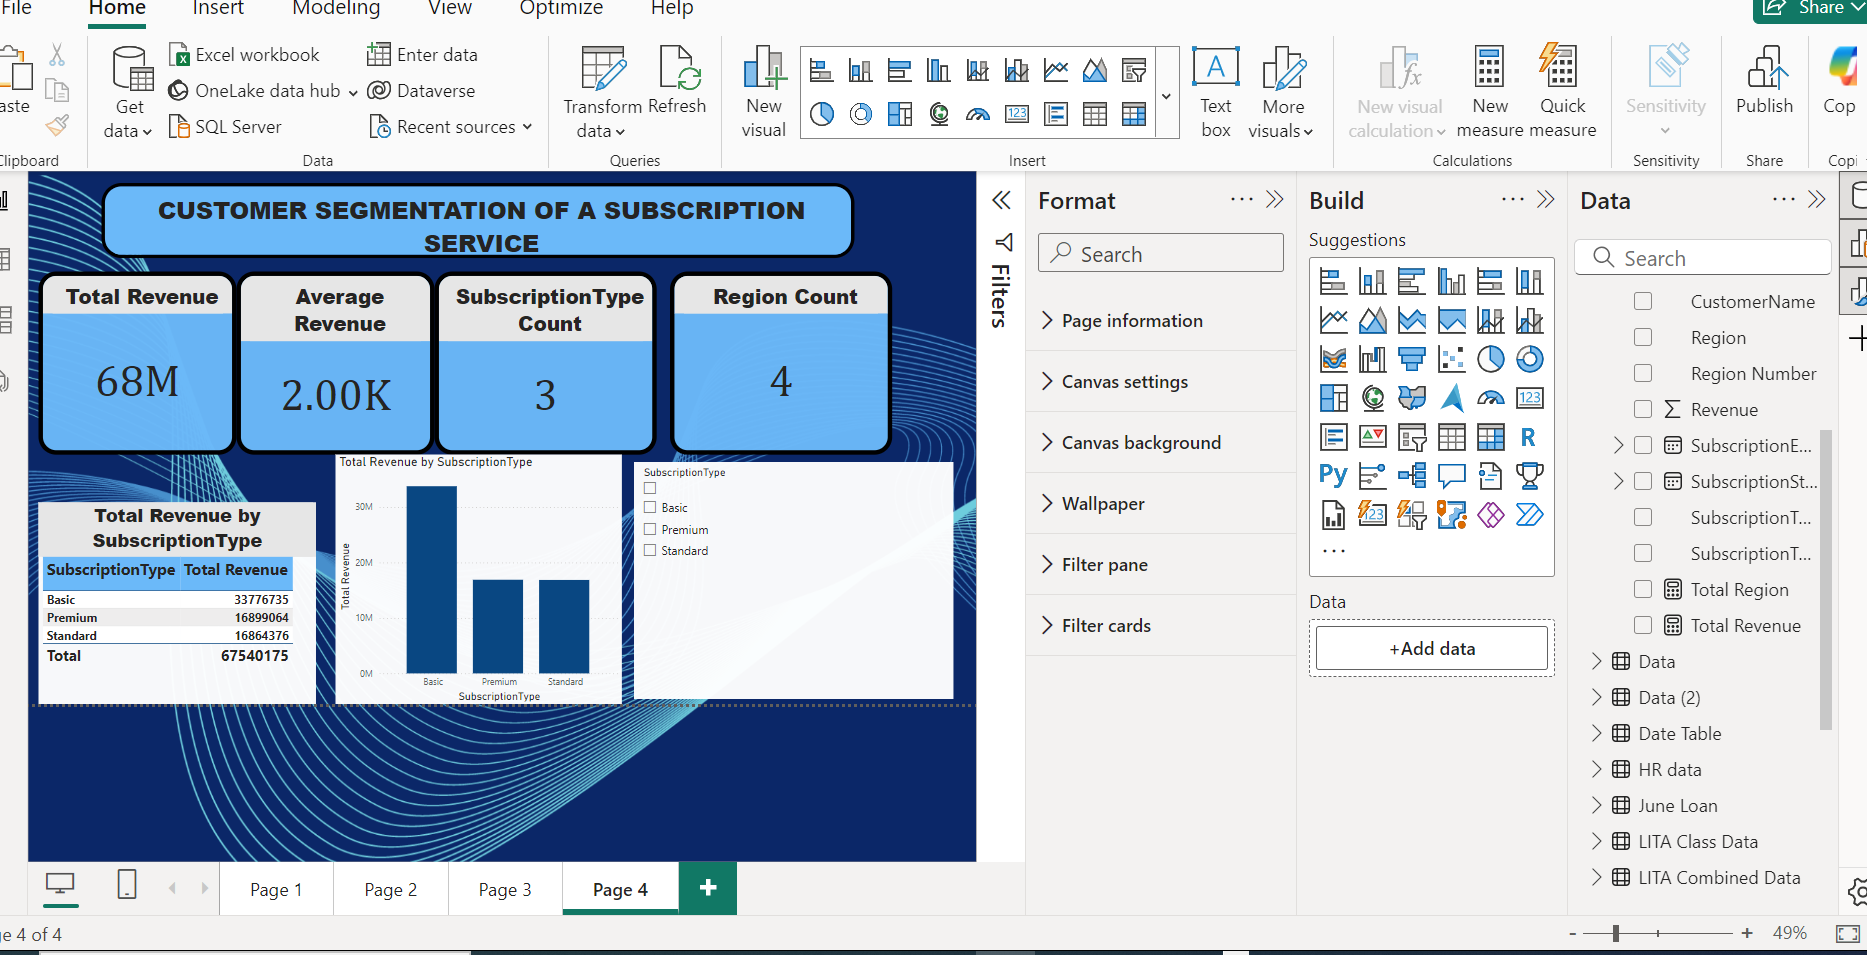 File
Home
Insert
Modeling
View
Optimize
Help
Share
aste
Clipboard
Get
data
Excel workbook
OneLake data hub
SQL Server
Enter data
Dataverse
Recent sources
Data
Transform
data
Refresh
Queries
New
visual
123
A
Text
box
More
visuals
Insert
New visual
calculation
fx
New
measure
Quick
measure
Calculations
Sensitivity
Sensitivity
Publish
Share
Cop
Copi
CUSTOMER SEGMENTATION OF A SUBSCRIPTION
SERVICE
Total Revenue
68M
Average
Revenue
2.00K
SubscriptionType
Count
3
Region Count
4
Total Revenue by
SubscriptionType
SubscriptionType Total Revenue
Basic 33776735
Premium 16899064
Standard 16864376
Total 67540175
Total Revenue by SubscriptionType
30M
20M
10M
0M
Total Revenue
Basic
Premium
Standard
SubscriptionType
SubscriptionType
Basic
Premium
Standard
Filters
Format
Search
Page information
Canvas settings
Canvas background
Wallpaper
Filter pane
Filter cards
Build
Suggestions
123
R
Py
123
...
Data
+Add data
Data
Search
CustomerName
Region
Region Number
Σ Revenue
SubscriptionE...
SubscriptionSt...
SubscriptionT...
SubscriptionT...
Total Region
Total Revenue
Data
Data (2)
Date Table
HR data
June Loan
LITA Class Data
LITA Combined Data
Page 1
Page 2
Page 3
Page 4
+
e 4 of 4
- + 49%